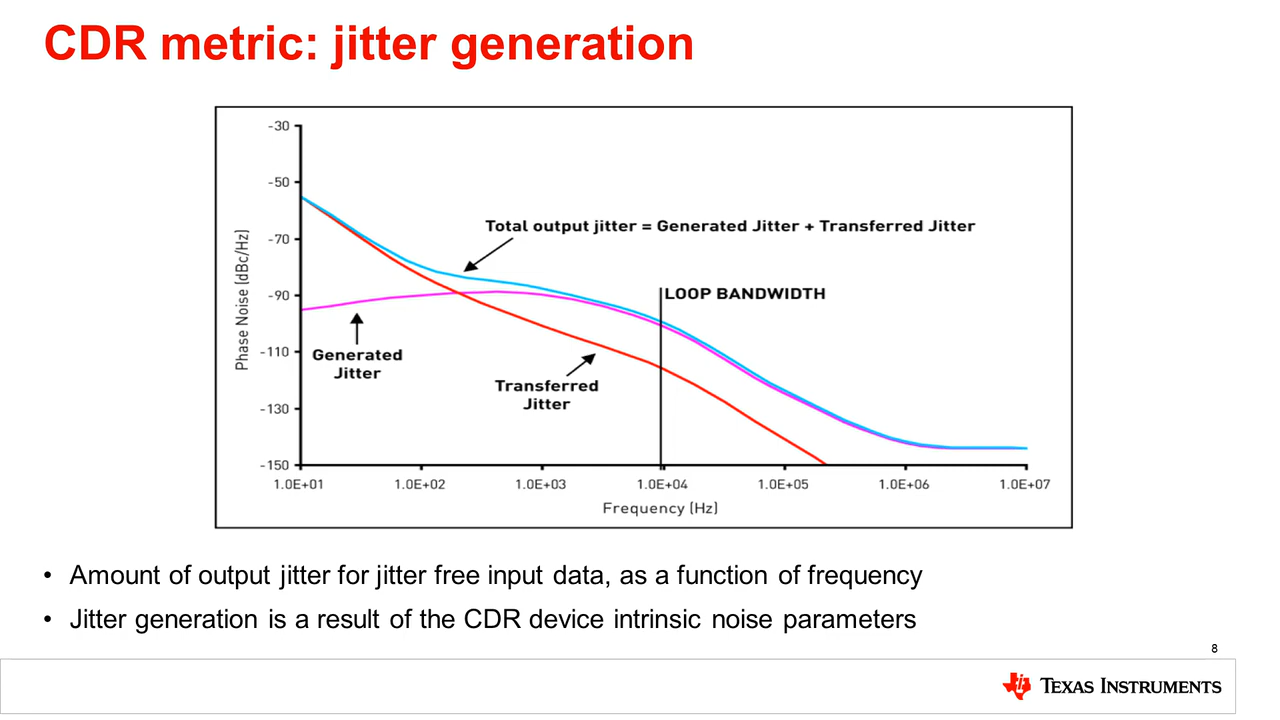 CDR metric: jitter generation
-30
-50
-70
-90
-110
-130
-150
Phase Noise (dBc/Hz)
Total output jitter = Generated Jitter + Transferred Jitter
LOOP BANDWIDTH
Generated
Jitter
Transferred
Jitter
1.0E+01 1.0E+02 1.0E+03 1.0E+04 1.0E+05 1.0E+06 1.0E+07
Frequency (Hz)
• Amount of output jitter for jitter free input data, as a function of frequency
• Jitter generation is a result of the CDR device intrinsic noise parameters
8
TEXAS INSTRUMENTS